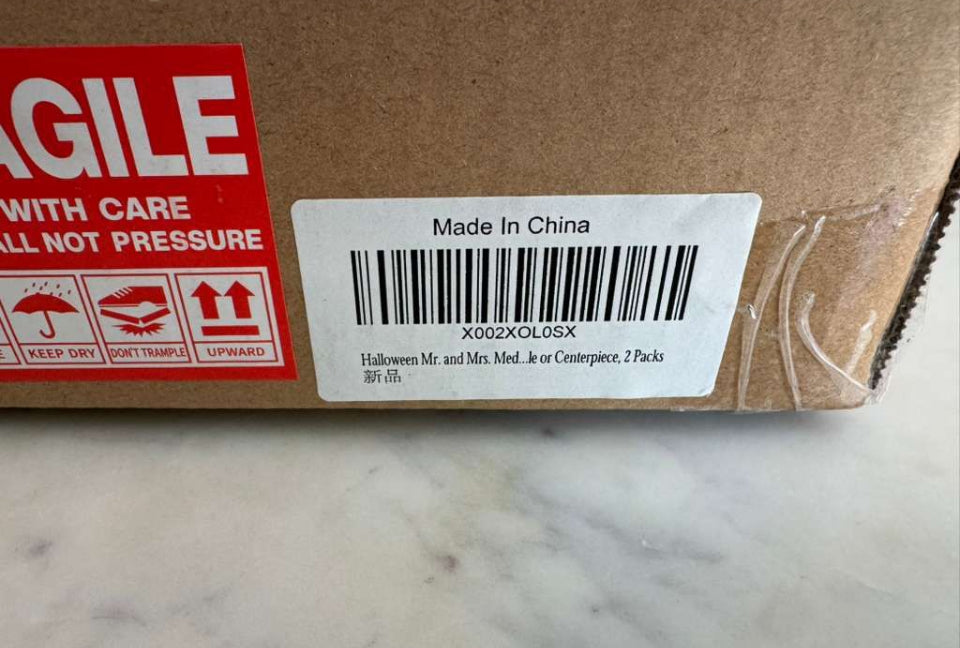 AGILE
WITH CARE
ALL NOT PRESSURE
E KEEP DRY DON'T TRAMPLE UPWARD
Made In China
X002XOL0SX
Halloween Mr. and Mrs. Med...le or Centerpiece, 2 Packs
新品